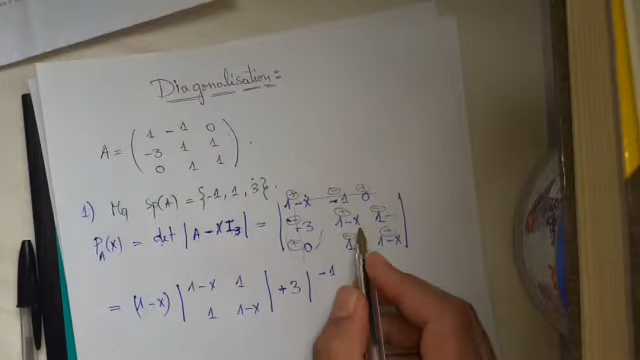 Diagonalisation:
A = ( 1 -1 0
-3 1 1
0 1 1 ) .
1) Mq Sp(A) = {-1, 1, 3}.
P_A(X) = det |A - XI_3| = | 1-X -1 0
-3 1-X 1
0 1 1-X |
= (1-X) | 1-X 1
1 1-X | + 3 | -1